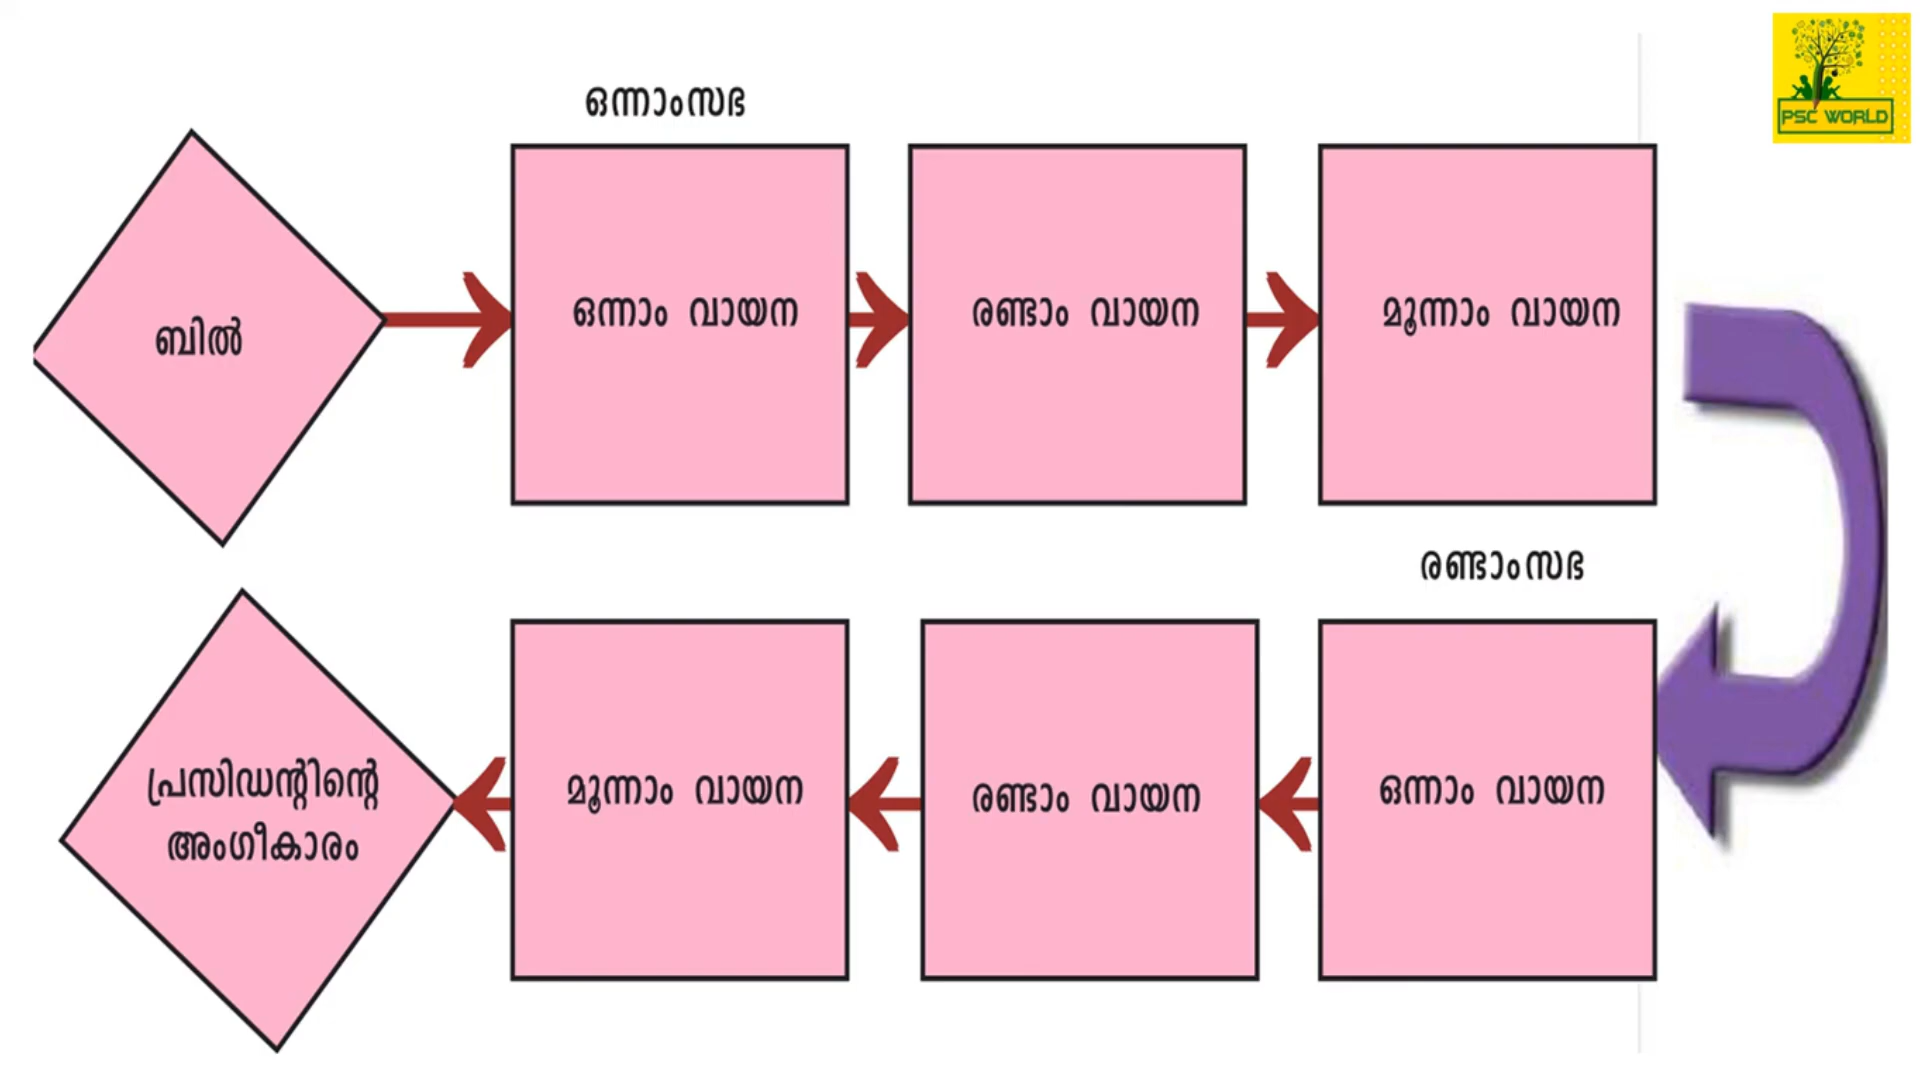 PSC WORLD
ഒന്നാംസഭ
ബിൽ
ഒന്നാം വായന
രണ്ടാം വായന
മൂന്നാം വായന
രണ്ടാംസഭ
ഒന്നാം വായന
രണ്ടാം വായന
മൂന്നാം വായന
പ്രസിഡന്റിന്റെ
അംഗീകാരം